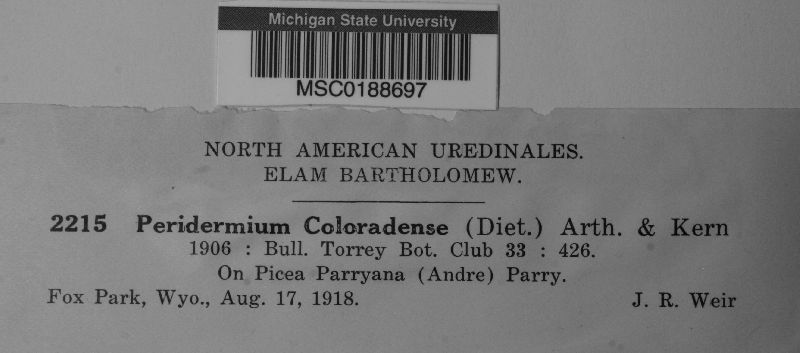 Michigan State University
MSC0188697
NORTH AMERICAN UREDINALES.
ELAM BARTHOLOMEW.
2215 Peridermium Coloradense (Diet.) Arth. & Kern
1906 : Bull. Torrey Bot. Club 33 : 426.
On Picea Parryana (Andre) Parry.
Fox Park, Wyo., Aug. 17, 1918. J. R. Weir